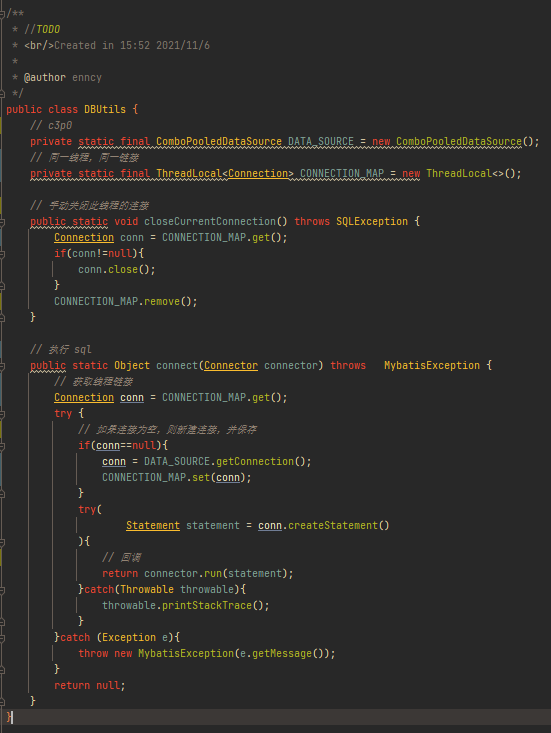 /**
 * //TODO
 * <br/>Created in 15:52 2021/11/6
 *
 * @author enncy
 */
public class DBUtils {
    // c3p0
    private static final ComboPooledDataSource DATA_SOURCE = new ComboPooledDataSource();
    // 同一线程，同一链接
    private static final ThreadLocal<Connection> CONNECTION_MAP = new ThreadLocal<>();

    // 手动关闭此线程的连接
    public static void closeCurrentConnection() throws SQLException {
        Connection conn = CONNECTION_MAP.get();
        if(conn!=null){
            conn.close();
        }
        CONNECTION_MAP.remove();
    }

    // 执行 sql
    public static Object connect(Connector connector) throws   MybatisException {
        // 获取线程链接
        Connection conn = CONNECTION_MAP.get();
        try {
            // 如果连接为空，则新建连接，并保存
            if(conn==null){
                conn = DATA_SOURCE.getConnection();
                CONNECTION_MAP.set(conn);
            }
            try(
                    Statement statement = conn.createStatement()
            ){
                // 回调
                return connector.run(statement);
            }catch(Throwable throwable){
                throwable.printStackTrace();
            }
        }catch (Exception e){
            throw new MybatisException(e.getMessage());
        }
        return null;
    }
}